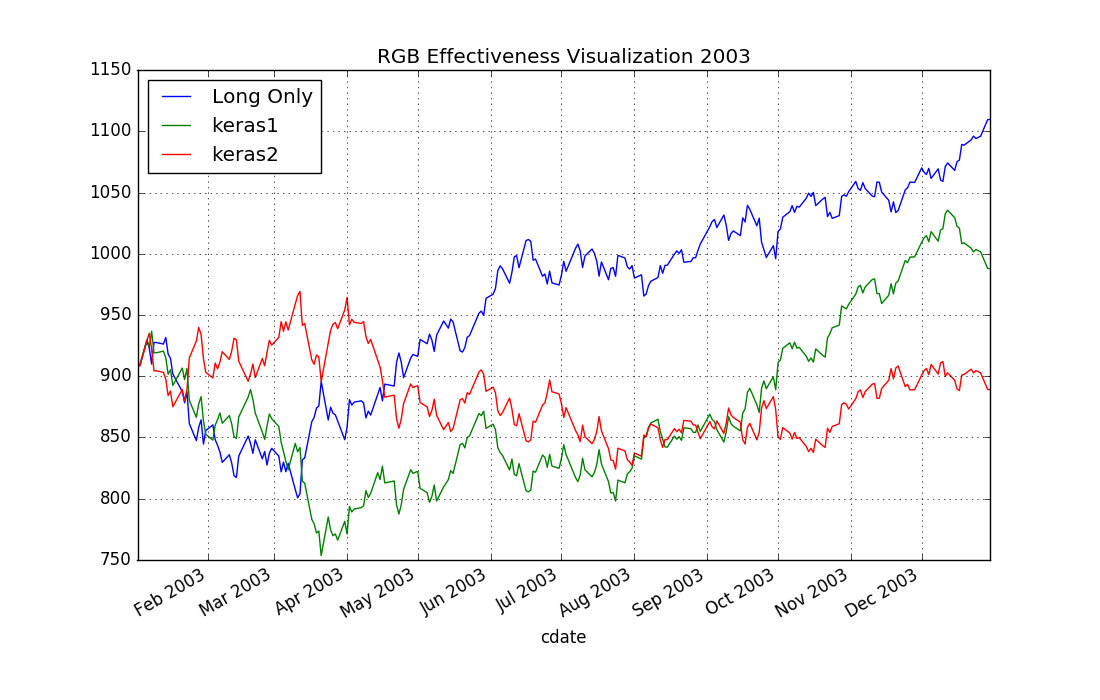 RGB Effectiveness Visualization 2003
1150
1100
1050
1000
950
900
850
800
750
Long Only
keras1
keras2
Feb 2003
Mar 2003
Apr 2003
May 2003
Jun 2003
Jul 2003
Aug 2003
Sep 2003
Oct 2003
Nov 2003
Dec 2003
cdate